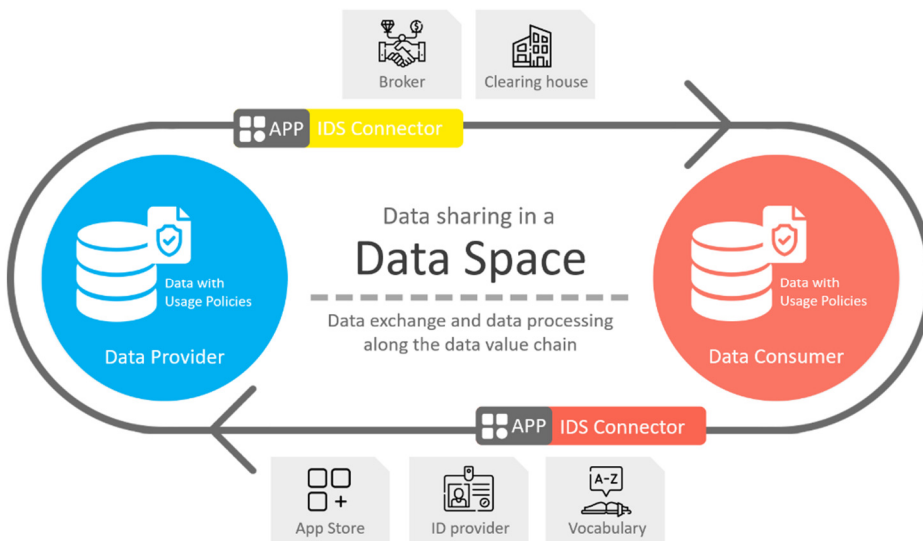 Broker
Clearing house
APP IDS Connector
Data sharing in a
Data Space
Data exchange and data processing
along the data value chain
Data with
Usage Policies
Data Provider
Data with
Usage Policies
Data Consumer
APP IDS Connector
App Store
ID provider
A-Z
Vocabulary